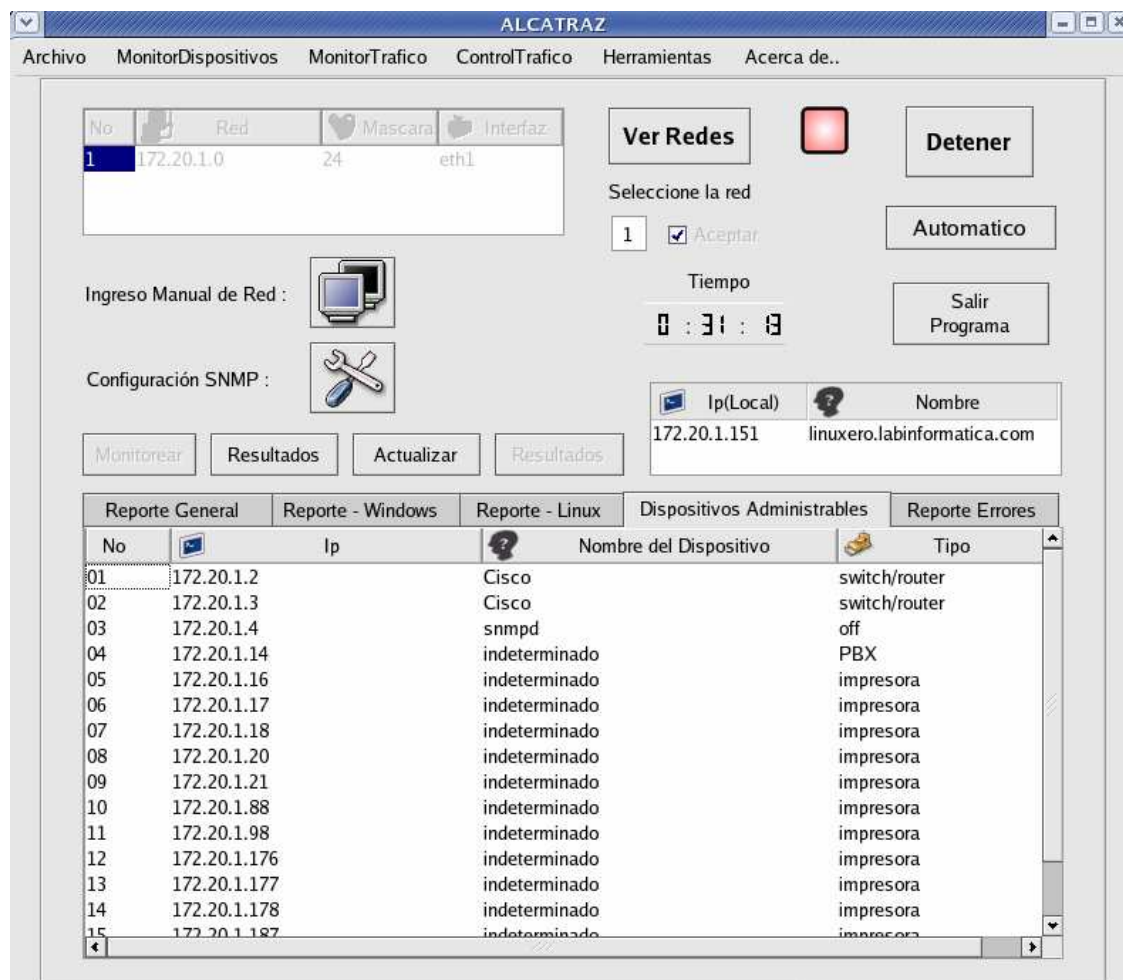 ALCATRAZ
Archivo MonitorDispositivos MonitorTrafico ControlTrafico Herramientas Acerca de..
No Red Mascara Interfaz
1 172.20.1.0 24 eth1
Ver Redes
Detener
Seleccione la red
1 Aceptar
Automatico
Ingreso Manual de Red :
Tiempo
0 : 31 : 13
Salir
Programa
Configuración SNMP :
Ip(Local) Nombre
172.20.1.151 linuxero.labinformatica.com
Monitorear Resultados Actualizar Resultados
Reporte General Reporte - Windows Reporte - Linux Dispositivos Administrables Reporte Errores
No Ip Nombre del Dispositivo Tipo
01 172.20.1.2 Cisco switch/router
02 172.20.1.3 Cisco switch/router
03 172.20.1.4 snmpd off
04 172.20.1.14 indeterminado PBX
05 172.20.1.16 indeterminado impresora
06 172.20.1.17 indeterminado impresora
07 172.20.1.18 indeterminado impresora
08 172.20.1.20 indeterminado impresora
09 172.20.1.21 indeterminado impresora
10 172.20.1.88 indeterminado impresora
11 172.20.1.98 indeterminado impresora
12 172.20.1.176 indeterminado impresora
13 172.20.1.177 indeterminado impresora
14 172.20.1.178 indeterminado impresora
15 172.20.1.187 indeterminado impresora